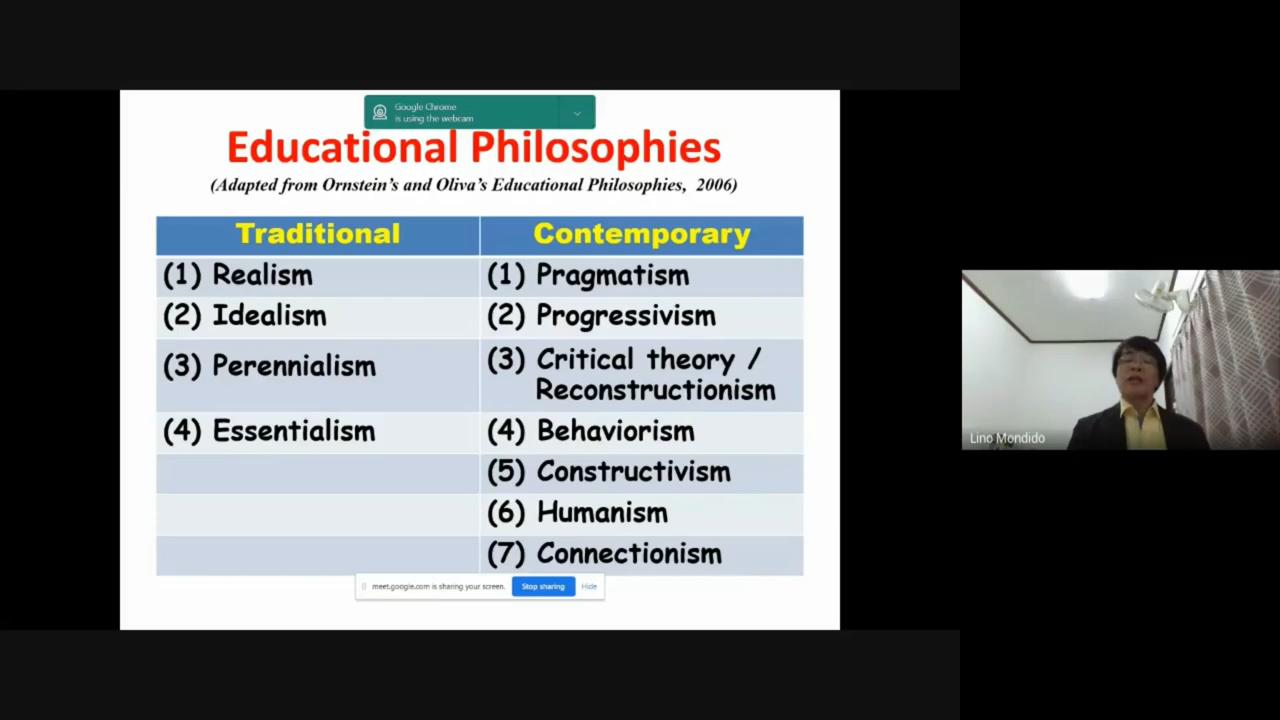 Google Chrome
is using the webcam
Educational Philosophies
(Adapted from Ornstein's and Oliva's Educational Philosophies, 2006)
Traditional
Contemporary
(1) Realism
(1) Pragmatism
(2) Idealism
(2) Progressivism
(3) Perennialism
(3) Critical theory /
Reconstructionism
(4) Essentialism
(4) Behaviorism
(5) Constructivism
(6) Humanism
(7) Connectionism
meet.google.com is sharing your screen.
Stop sharing
Hide
Lino Mondido